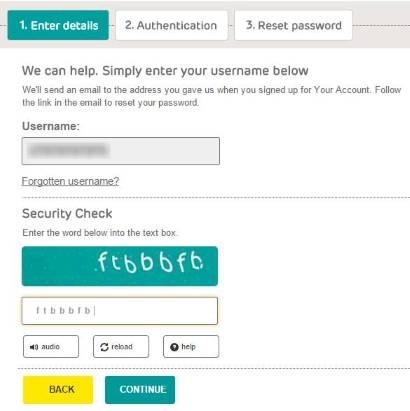 1. Enter details 2. Authentication 3. Reset password
We can help. Simply enter your username below
We'll send an email to the address you gave us when you signed up for Your Account. Follow
the link in the email to reset your password.
Username:
Forgotten username?
Security Check
Enter the word below into the text box.
ftbbbfb
ftbbbfb
audio reload help
BACK CONTINUE